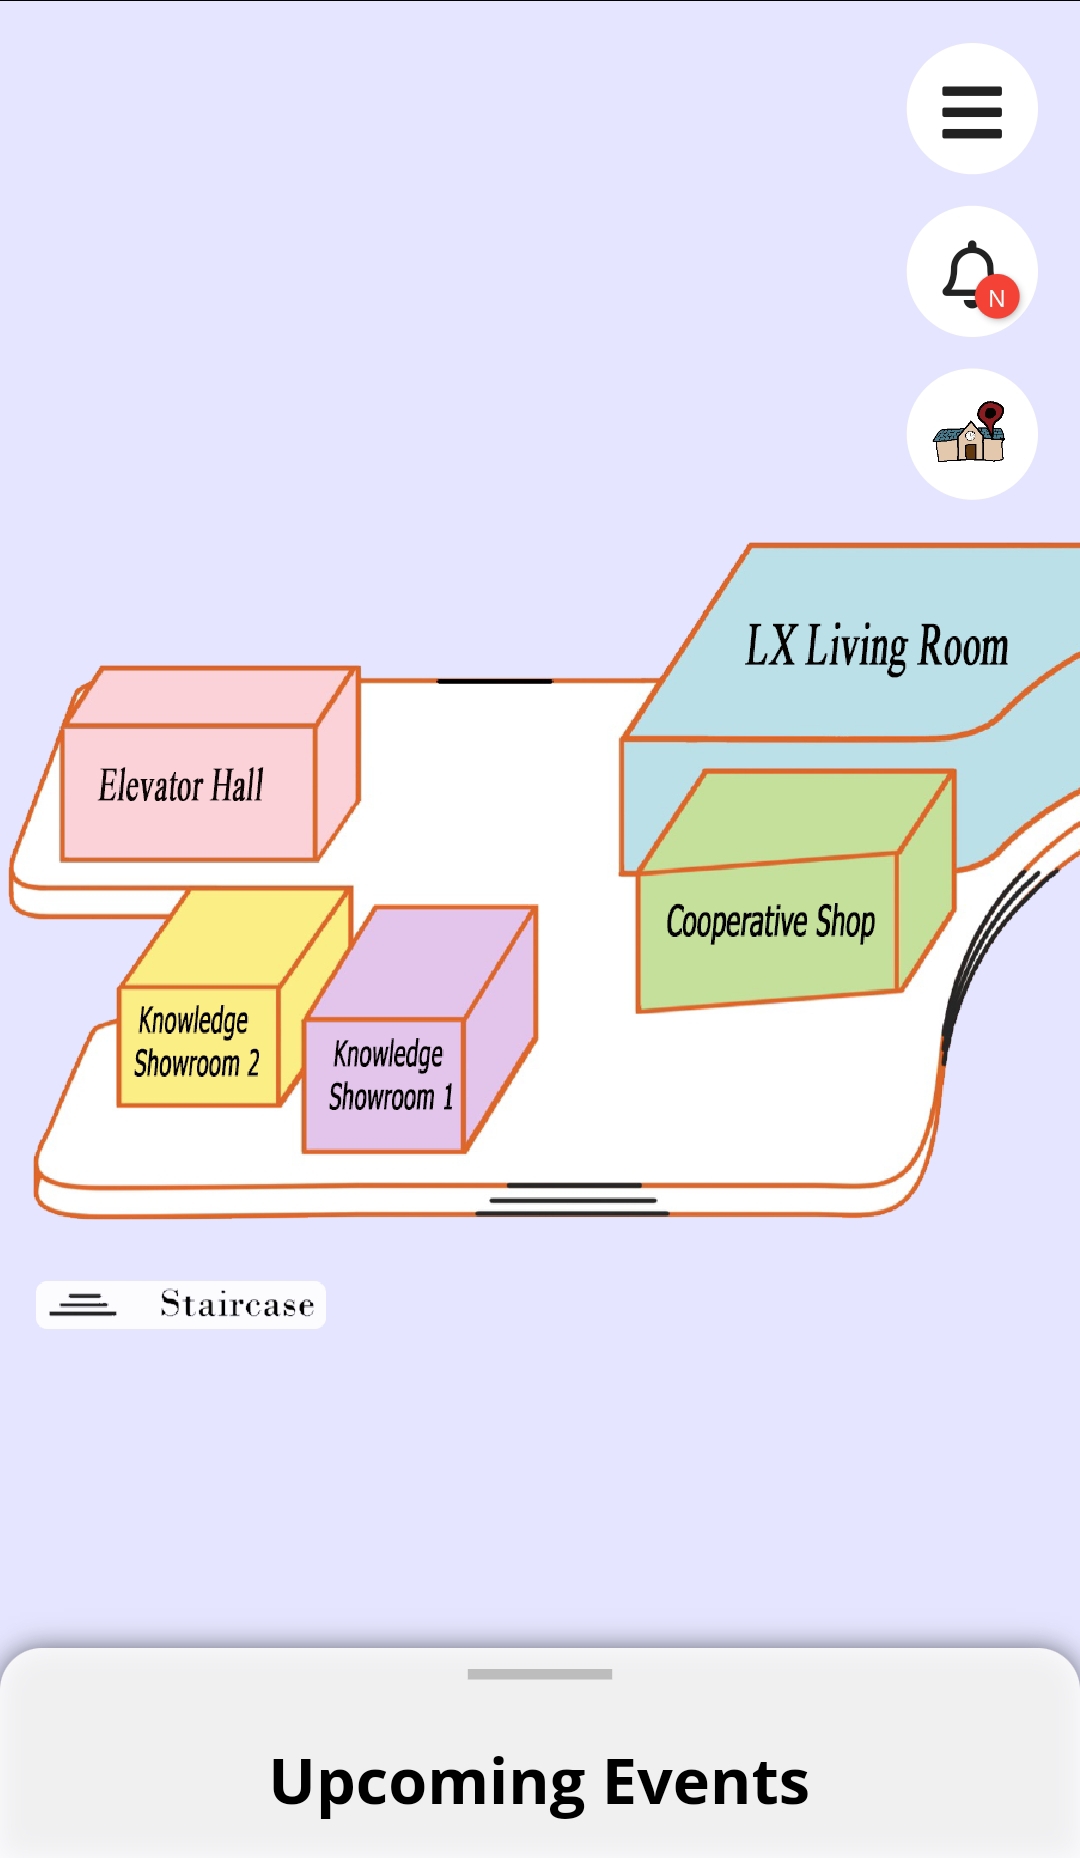 N
LX Living Room
Elevator Hall
Cooperative Shop
Knowledge
Showroom 2
Knowledge
Showroom 1
Staircase
Upcoming Events